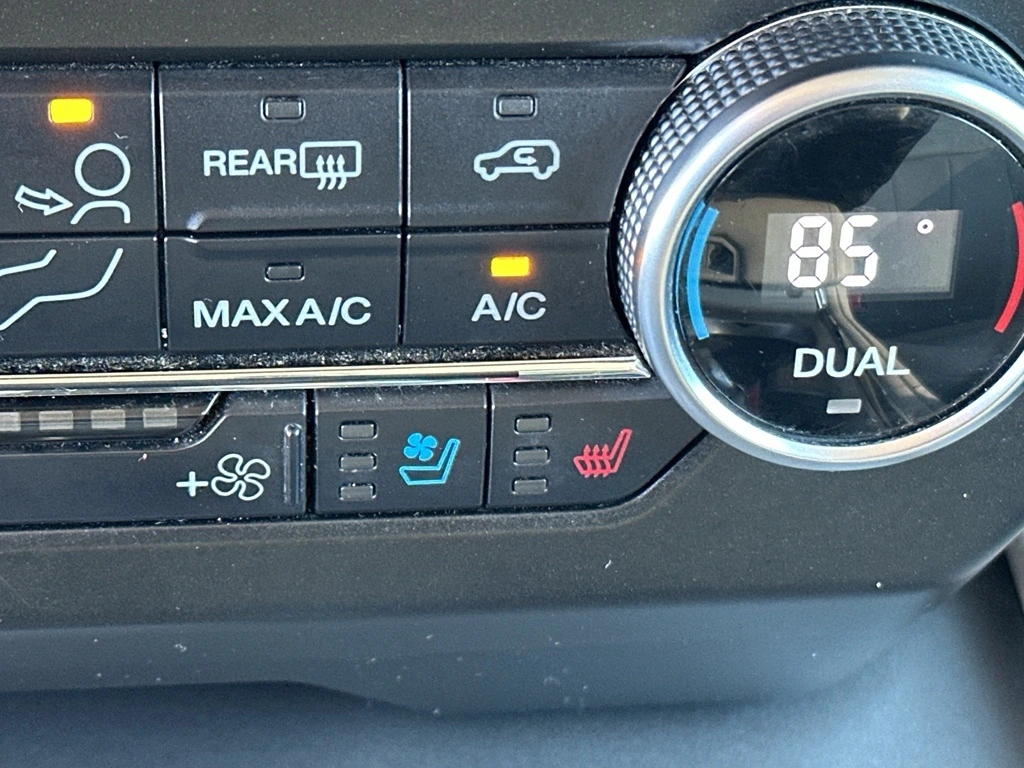 REAR
MAX A/C
A/C
85°
DUAL
+